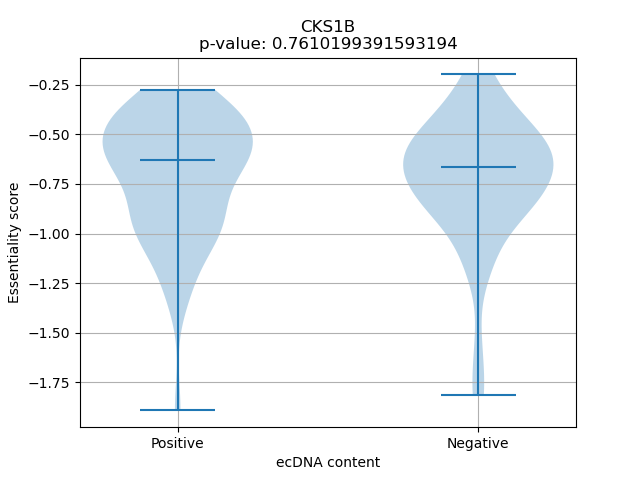 CKS1B
p-value: 0.7610199391593194
−0.25
−0.50
−0.75
−1.00
−1.25
−1.50
−1.75
Essentiality score
Positive
Negative
ecDNA content